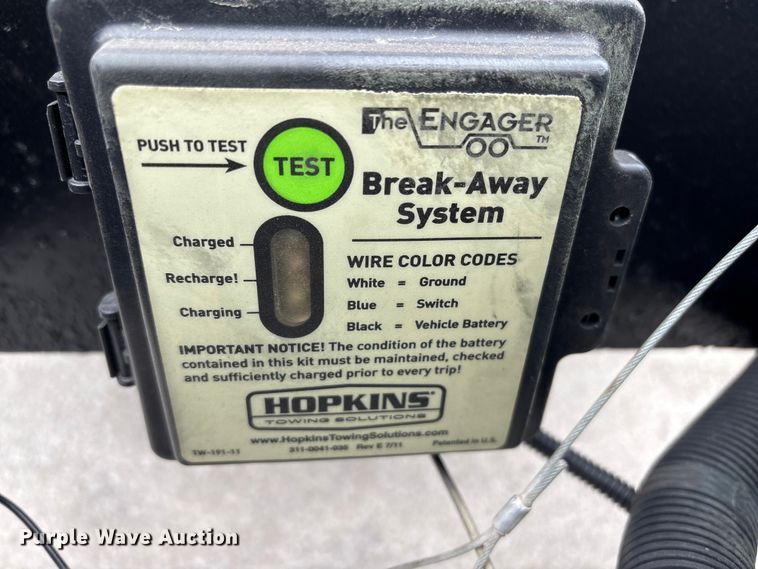 The ENGAGER TM
PUSH TO TEST
TEST
Break-Away
System
Charged
Recharge!
Charging
WIRE COLOR CODES
White = Ground
Blue = Switch
Black = Vehicle Battery
IMPORTANT NOTICE! The condition of the battery
contained in this kit must be maintained, checked
and sufficiently charged prior to every trip!
HOPKINS®
TOWING SOLUTIONS
www.HopkinsTowingSolutions.com
TW-191-11 311-0041-035 Rev E 7/11 Patented in U.S.
Purple Wave Auction